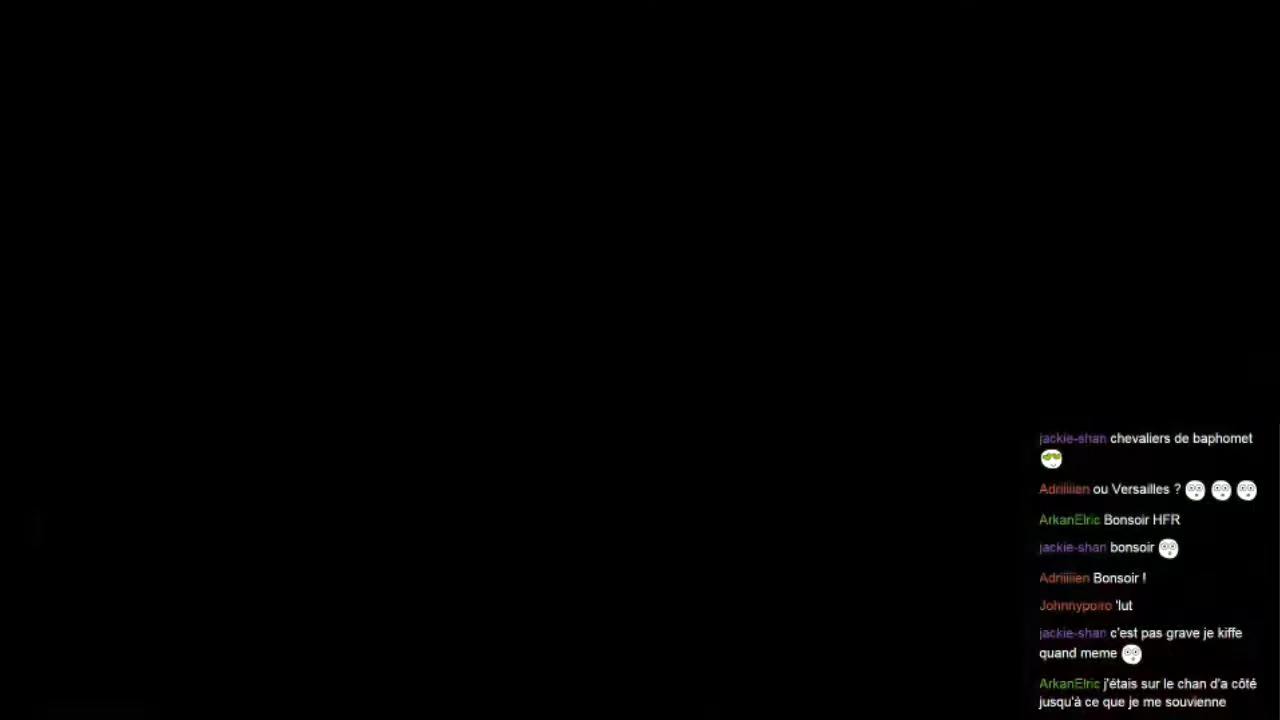 jackie-shan chevaliers de baphomet
Adriiiiien ou Versailles ?
ArkanElric Bonsoir HFR
jackie-shan bonsoir
Adriiiiien Bonsoir !
Johnnypoiro 'lut
jackie-shan c'est pas grave je kiffe
quand meme
ArkanElric j'étais sur le chan d'a côté
jusqu'à ce que je me souvienne